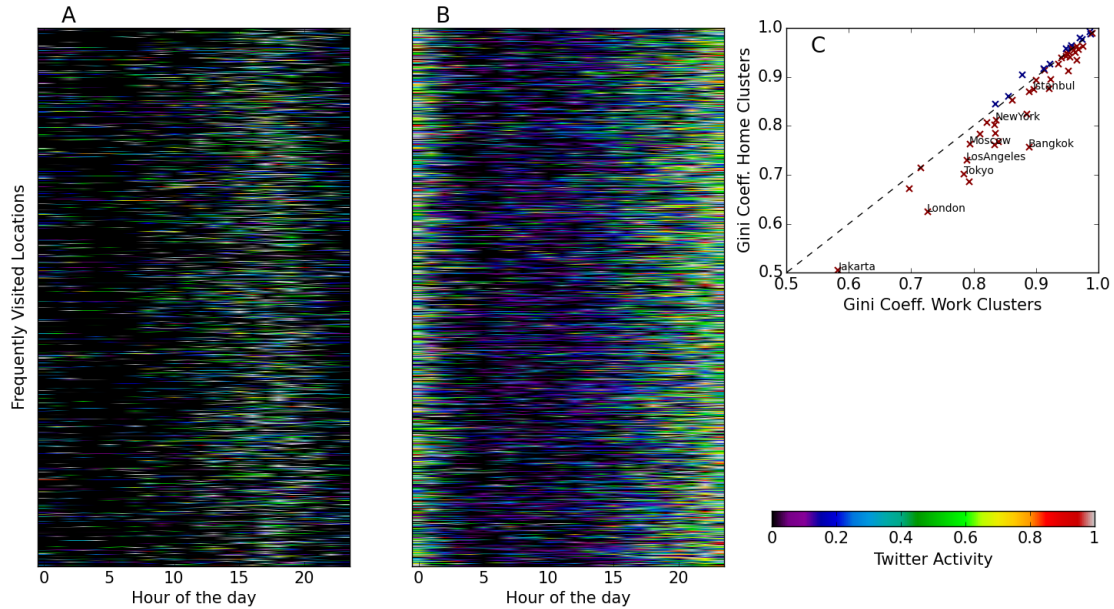 A
B
Frequently Visited Locations
0 5 10 15 20
Hour of the day
0 5 10 15 20
Hour of the day
C
Gini Coeff. Home Clusters
1.0
0.9
0.8
0.7
0.6
0.5
Istanbul
NewYork
Moscow
Bangkok
LosAngeles
Tokyo
London
Jakarta
0.5 0.6 0.7 0.8 0.9 1.0
Gini Coeff. Work Clusters
0 0.2 0.4 0.6 0.8 1
Twitter Activity